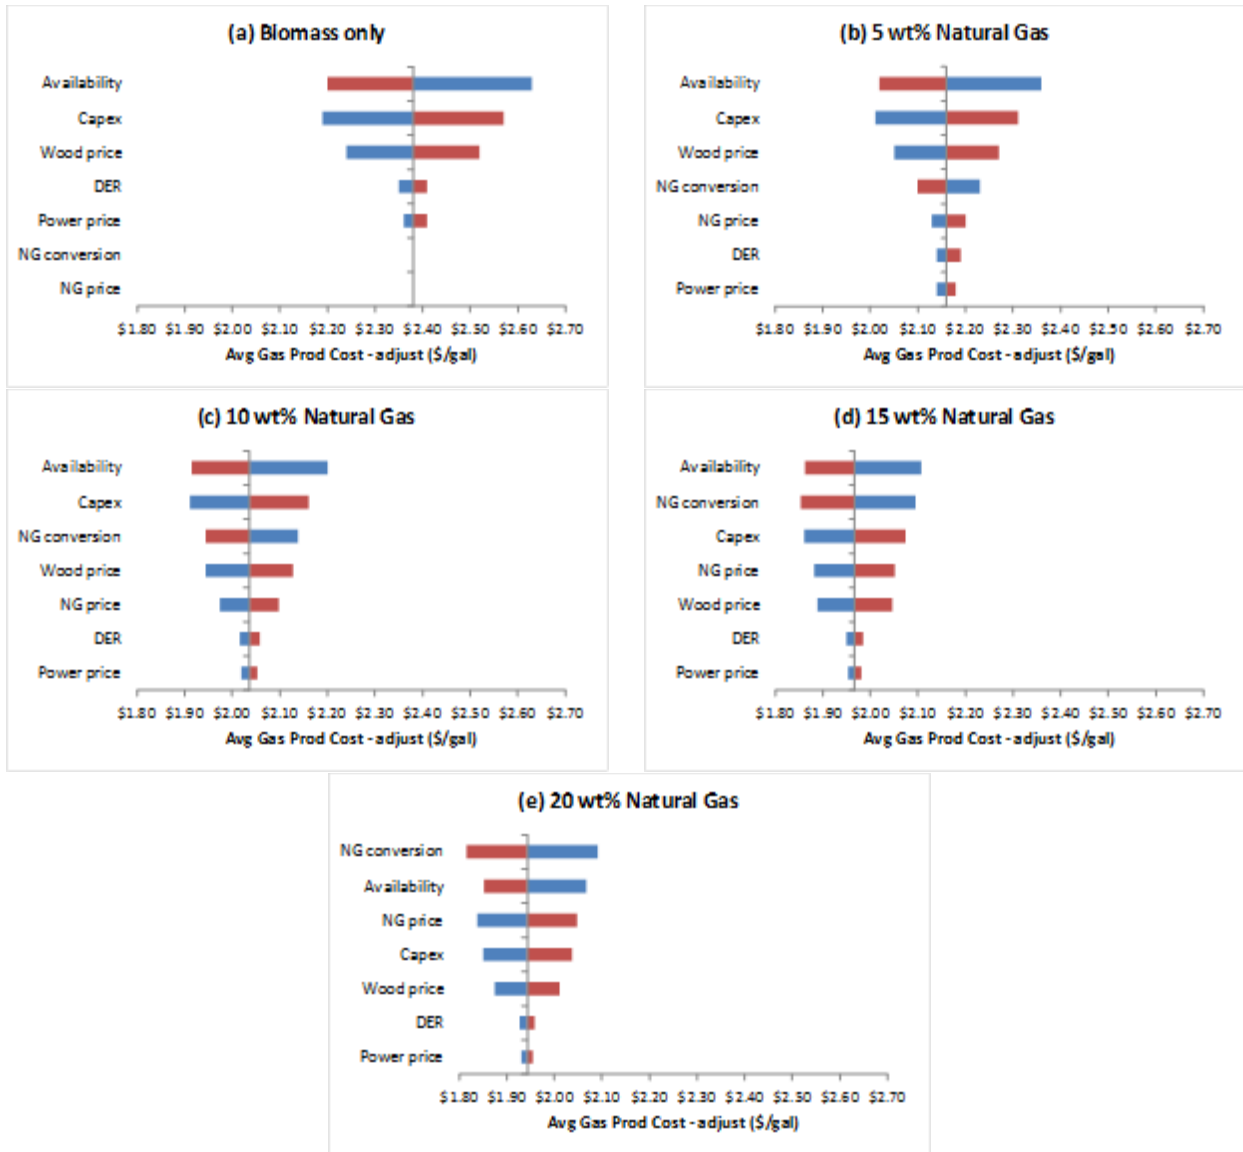 (a) Biomass only
Availability
Capex
Wood price
DER
Power price
NG conversion
NG price
$1.80 $1.90 $2.00 $2.10 $2.20 $2.30 $2.40 $2.50 $2.60 $2.70
Avg Gas Prod Cost - adjust ($/gal)
(b) 5 wt% Natural Gas
Availability
Capex
Wood price
NG conversion
NG price
DER
Power price
$1.80 $1.90 $2.00 $2.10 $2.20 $2.30 $2.40 $2.50 $2.60 $2.70
Avg Gas Prod Cost - adjust ($/gal)
(c) 10 wt% Natural Gas
Availability
Capex
NG conversion
Wood price
NG price
DER
Power price
$1.80 $1.90 $2.00 $2.10 $2.20 $2.30 $2.40 $2.50 $2.60 $2.70
Avg Gas Prod Cost - adjust ($/gal)
(d) 15 wt% Natural Gas
Availability
NG conversion
Capex
NG price
Wood price
DER
Power price
$1.80 $1.90 $2.00 $2.10 $2.20 $2.30 $2.40 $2.50 $2.60 $2.70
Avg Gas Prod Cost - adjust ($/gal)
(e) 20 wt% Natural Gas
NG conversion
Availability
NG price
Capex
Wood price
DER
Power price
$1.80 $1.90 $2.00 $2.10 $2.20 $2.30 $2.40 $2.50 $2.60 $2.70
Avg Gas Prod Cost - adjust ($/gal)